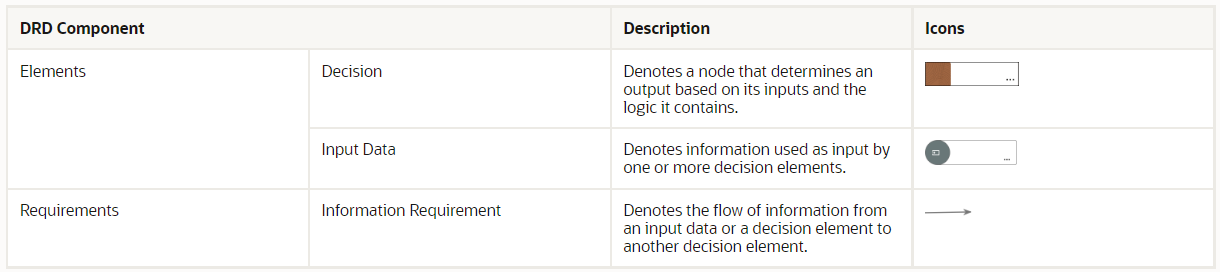 DRD Component Description Icons
Elements Decision Denotes a node that determines an
output based on its inputs and the
logic it contains.
...
Input Data Denotes information used as input by
one or more decision elements.
...
Requirements Information Requirement Denotes the flow of information from
an input data or a decision element to
another decision element.